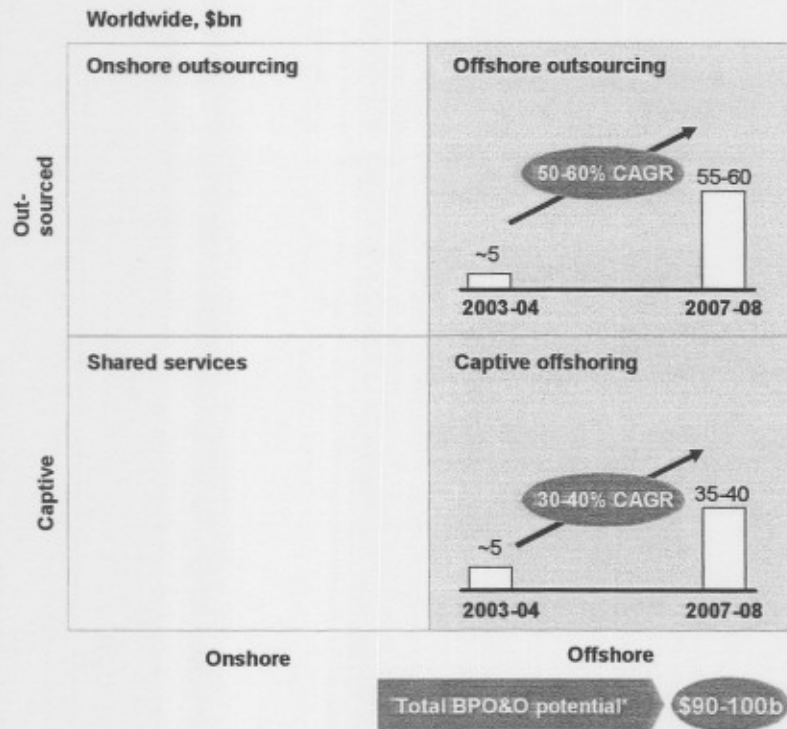 Worldwide, $bn
Onshore outsourcing
Offshore outsourcing
Out-
sourced
50-60% CAGR
55-60
~5
2003-04
2007-08
Shared services
Captive offshoring
Captive
30-40% CAGR
35-40
~5
2003-04
2007-08
Onshore
Offshore
Total BPO&O potential*
$90-100b